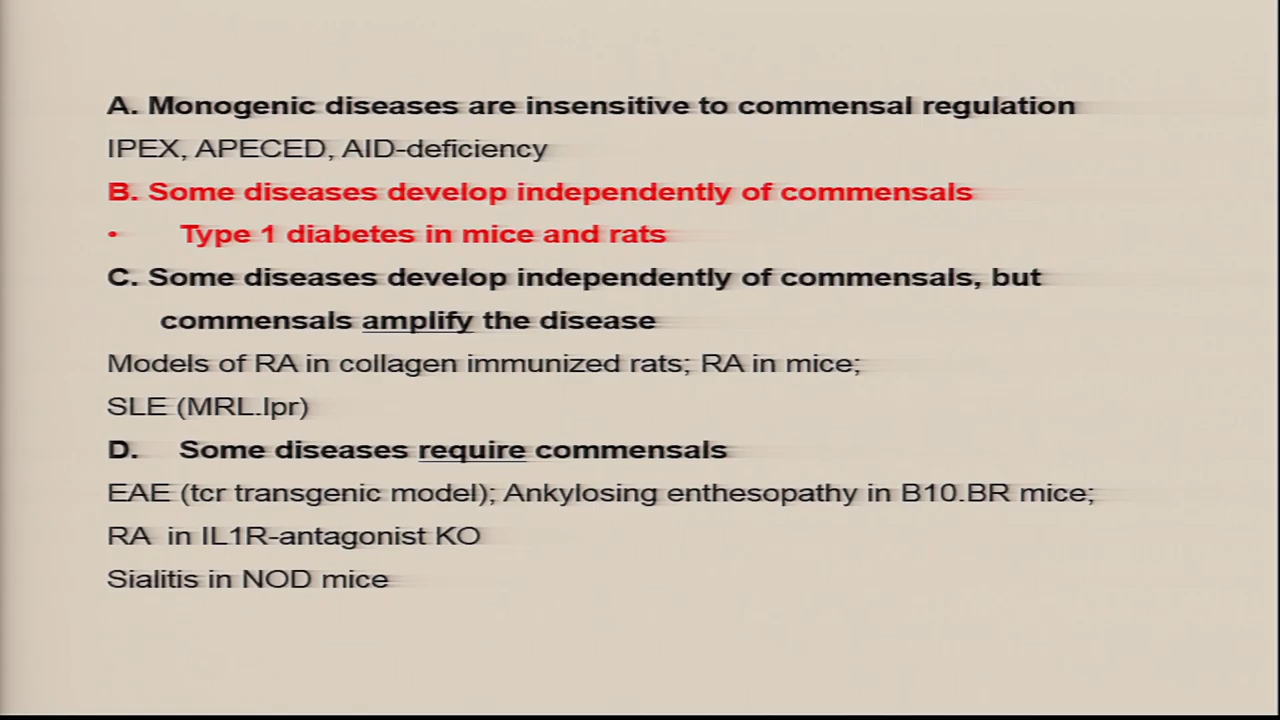 A. Monogenic diseases are insensitive to commensal regulation
IPEX, APECED, AID-deficiency
B. Some diseases develop independently of commensals
• Type 1 diabetes in mice and rats
C. Some diseases develop independently of commensals, but
commensals amplify the disease
Models of RA in collagen immunized rats; RA in mice;
SLE (MRL.lpr)
D. Some diseases require commensals
EAE (tcr transgenic model); Ankylosing enthesopathy in B10.BR mice;
RA in IL1R-antagonist KO
Sialitis in NOD mice